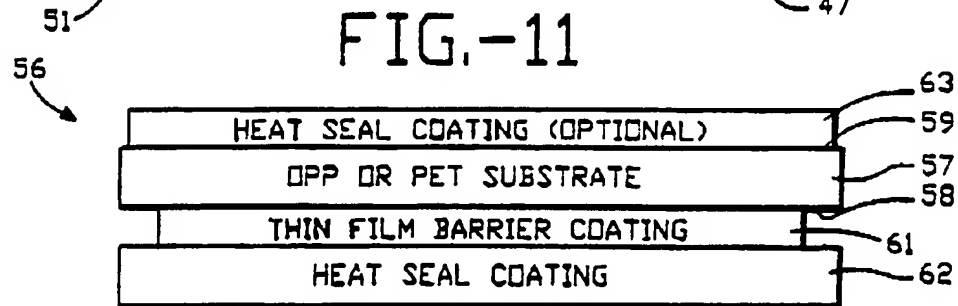 51
47
FIG.-11
56
63
HEAT SEAL COATING (OPTIONAL)
59
OPP OR PET SUBSTRATE
57
58
THIN FILM BARRIER COATING
61
HEAT SEAL COATING
62